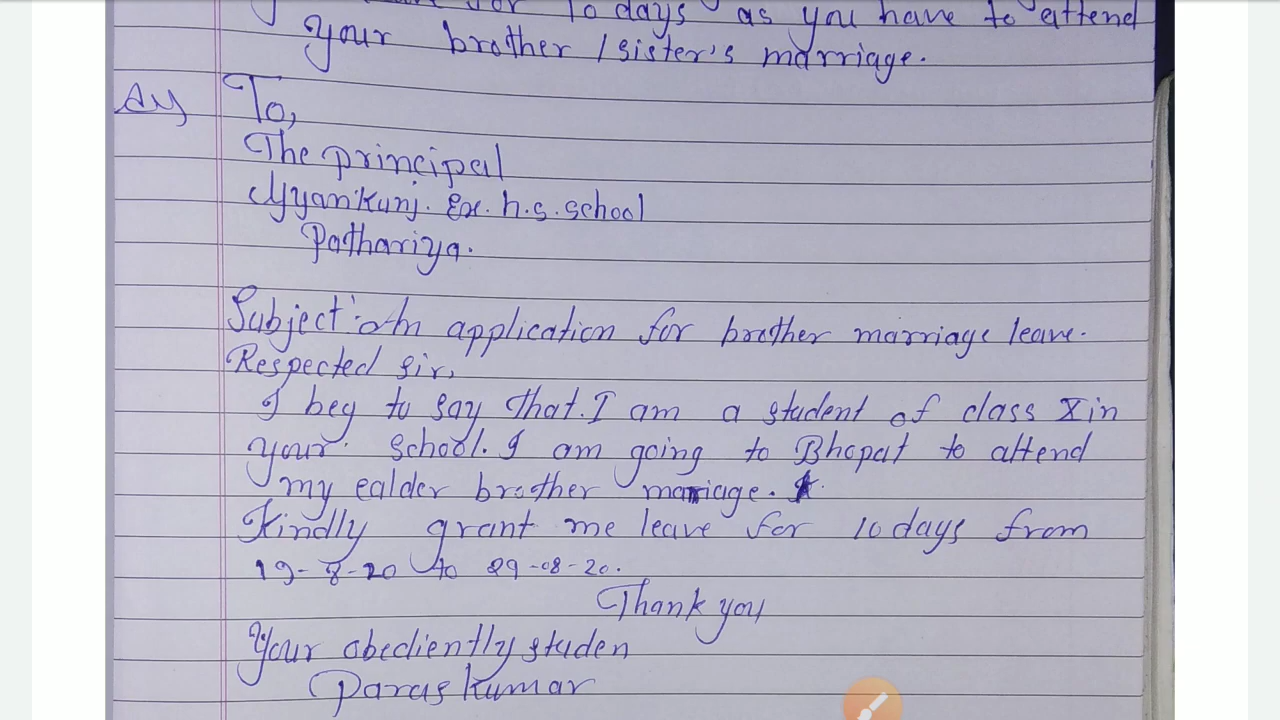 for 10 days as you have to attend
your brother / sister's marriage.
Ans To,
The principal
Gyankunj. Ex. h.s. school
Pathariya.
Subject:- An application for brother marriage leave.
Respected sir,
I beg to say that. I am a student of class X in
your school. I am going to Bhopal to attend
my ealder brother marriage.
Kindly grant me leave for 10 days from
19-8-20 to 29-08-20.
Thank you
Your obediently studen
Paras kumar